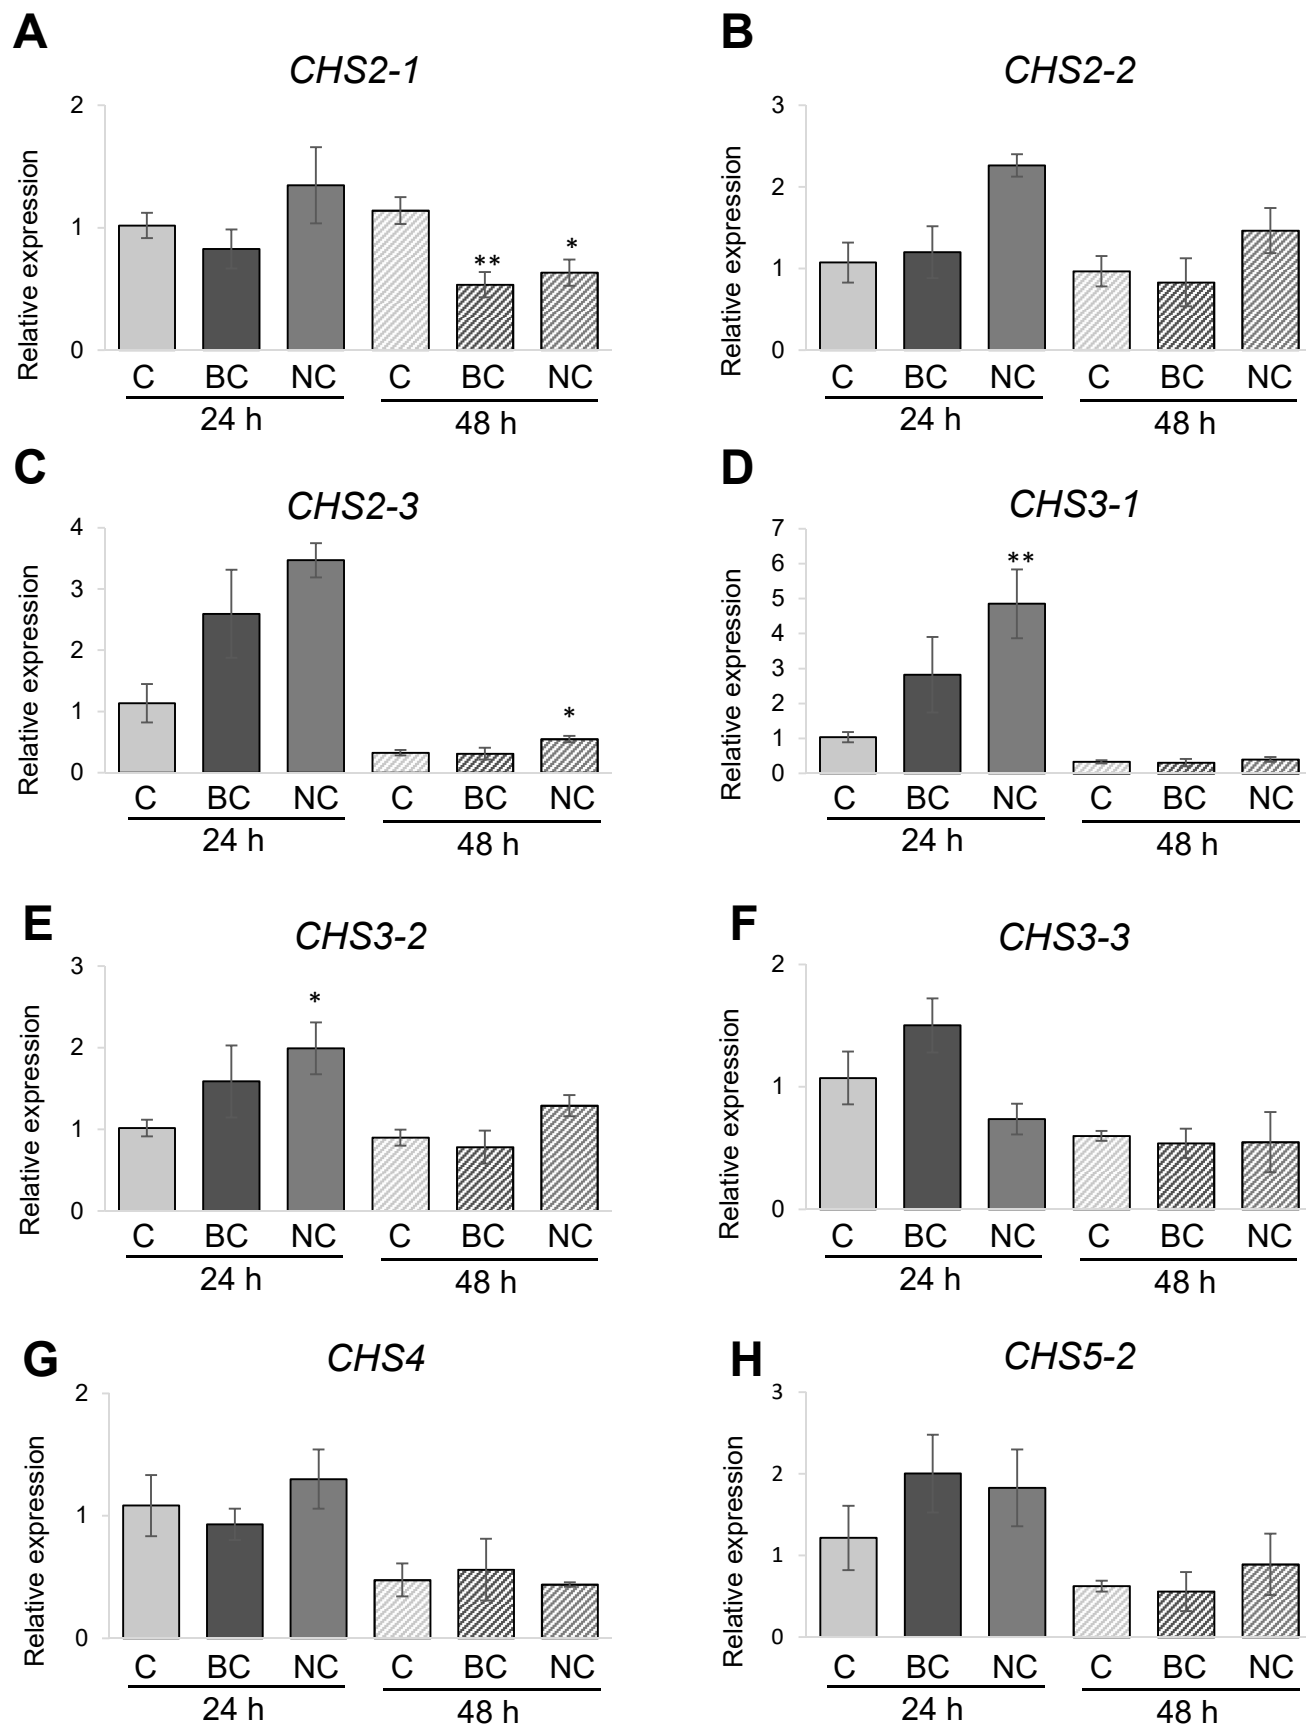 A
CHS2-1
Relative expression
2
1
0
**
*
C BC NC C BC NC
24 h 48 h
B
CHS2-2
Relative expression
3
2
1
0
C BC NC C BC NC
24 h 48 h
C
CHS2-3
Relative expression
4
3
2
1
0
*
C BC NC C BC NC
24 h 48 h
D
CHS3-1
Relative expression
7
6
5
4
3
2
1
0
**
C BC NC C BC NC
24 h 48 h
E
CHS3-2
Relative expression
3
2
1
0
*
C BC NC C BC NC
24 h 48 h
F
CHS3-3
Relative expression
2
1
0
C BC NC C BC NC
24 h 48 h
G
CHS4
Relative expression
2
1
0
C BC NC C BC NC
24 h 48 h
H
CHS5-2
Relative expression
3
2
1
0
C BC NC C BC NC
24 h 48 h